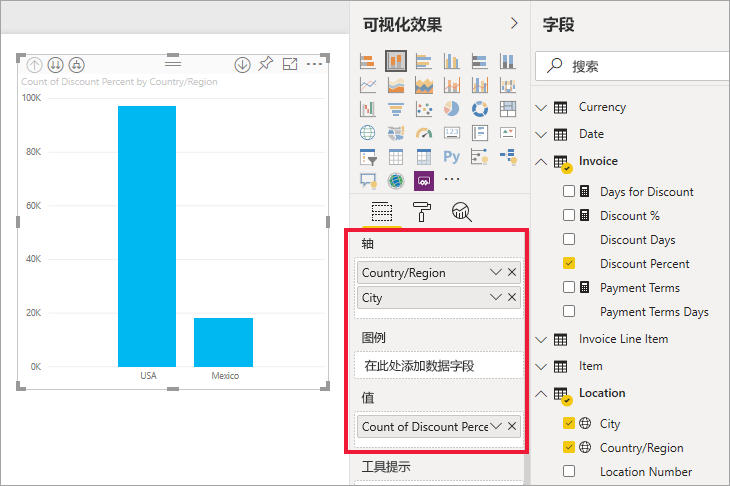 Count of Discount Percent by Country/Region
100K
80K
60K
40K
20K
0K
USA
Mexico
可视化效果
123
Py
轴
Country/Region
City
图例
在此处添加数据字段
值
Count of Discount Perce
工具提示
字段
搜索
Currency
Date
Invoice
Days for Discount
Discount %
Discount Days
Discount Percent
Payment Terms
Payment Terms Days
Invoice Line Item
Item
Location
City
Country/Region
Location Number